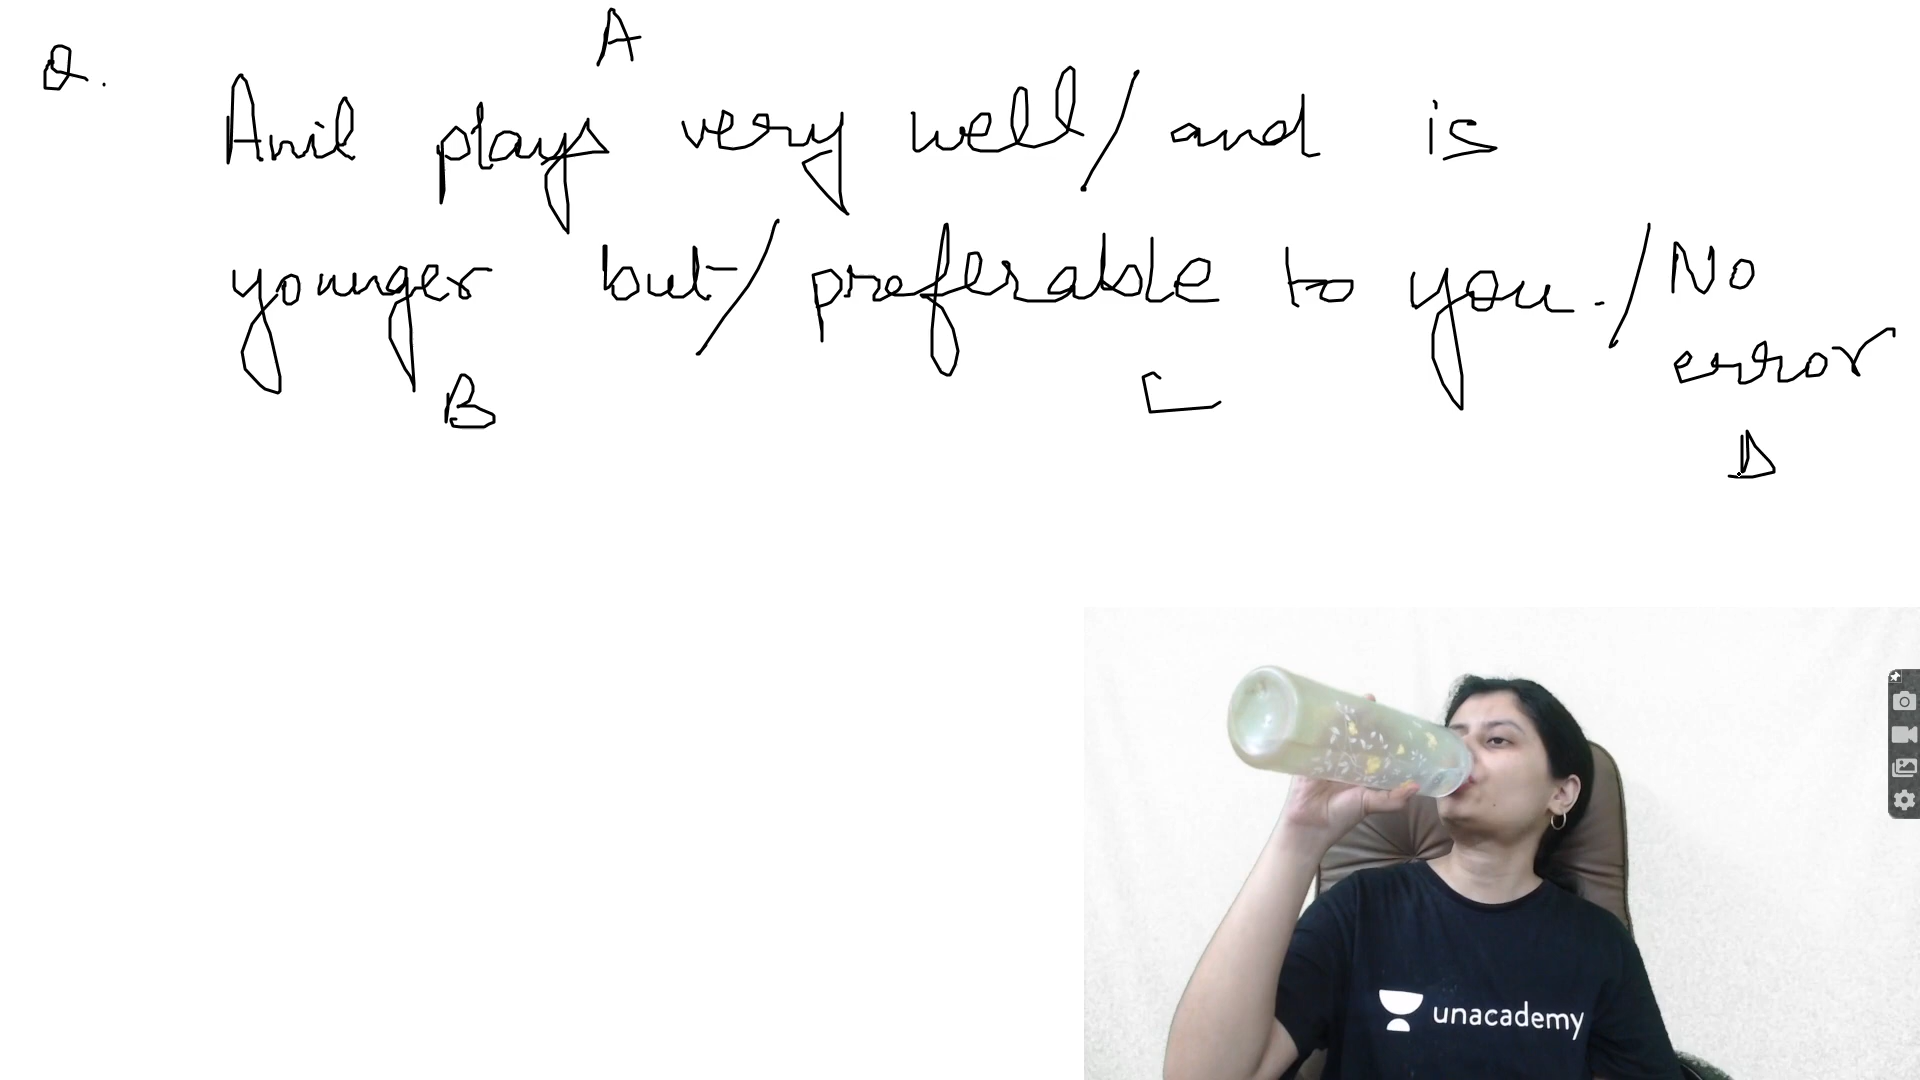 A
Q. Anil plays very well / and is
younger but / preferable to you. / No
error
B
C
D
unacademy